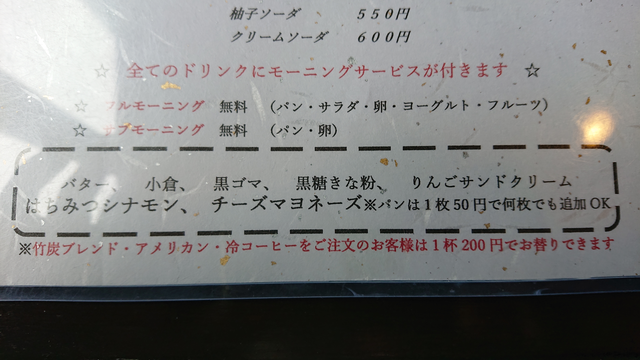 柚子ソーダ　５５０円
クリームソーダ　６００円
☆ 全てのドリンクにモーニングサービスが付きます ☆
☆ フルモーニング　無料　（パン・サラダ・卵・ヨーグルト・フルーツ）
☆ サブモーニング　無料　（パン・卵）
バター、　小倉、　黒ゴマ、　黒糖きな粉、　りんごサンドクリーム
はちみつシナモン、　チーズマヨネーズ※パンは１枚50円で何枚でも追加OK
※竹炭ブレンド・アメリカン・冷コーヒーをご注文のお客様は１杯200円でお替りできます